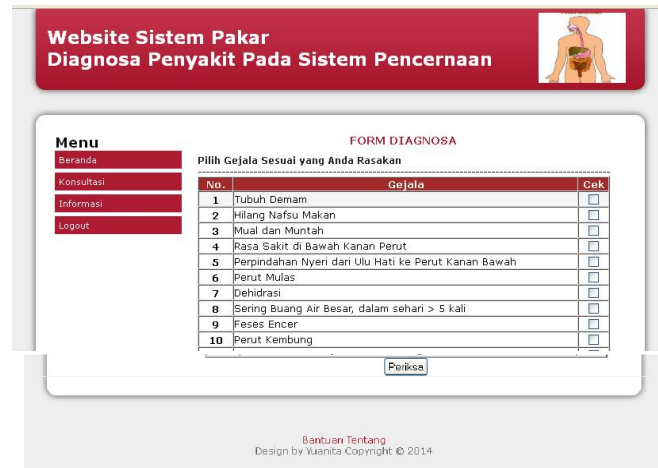 Website Sistem Pakar
Diagnosa Penyakit Pada Sistem Pencernaan
Menu
Beranda
Konsultasi
Informasi
Logout
FORM DIAGNOSA
Pilih Gejala Sesuai yang Anda Rasakan
No. Gejala Cek
1 Tubuh Demam
2 Hilang Nafsu Makan
3 Mual dan Muntah
4 Rasa Sakit di Bawah Kanan Perut
5 Perpindahan Nyeri dari Ulu Hati ke Perut Kanan Bawah
6 Perut Mulas
7 Dehidrasi
8 Sering Buang Air Besar, dalam sehari > 5 kali
9 Feses Encer
10 Perut Kembung
Periksa
Bantuan Tentang
Design by Yuanita Copyright © 2014